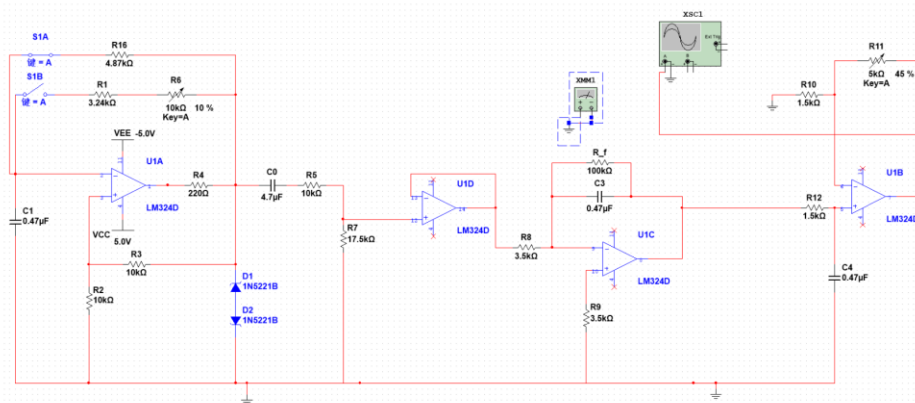 XSC1
Ext Trig
A
B
S1A
键 = A
R16
4.87kΩ
S1B
键 = A
R1
3.24kΩ
R6
10kΩ
Key=A
10 %
XMM1
R11
5kΩ
Key=A
45 %
R10
1.5kΩ
VEE -5.0V
U1A
LM324D
R4
220Ω
C0
4.7μF
R5
10kΩ
R_f
100kΩ
C3
0.47μF
U1D
LM324D
U1B
LM324D
C1
0.47μF
VCC
5.0V
R7
17.5kΩ
R8
3.5kΩ
U1C
LM324D
R12
1.5kΩ
R3
10kΩ
R2
10kΩ
D1
1N5221B
D2
1N5221B
R9
3.5kΩ
C4
0.47μF